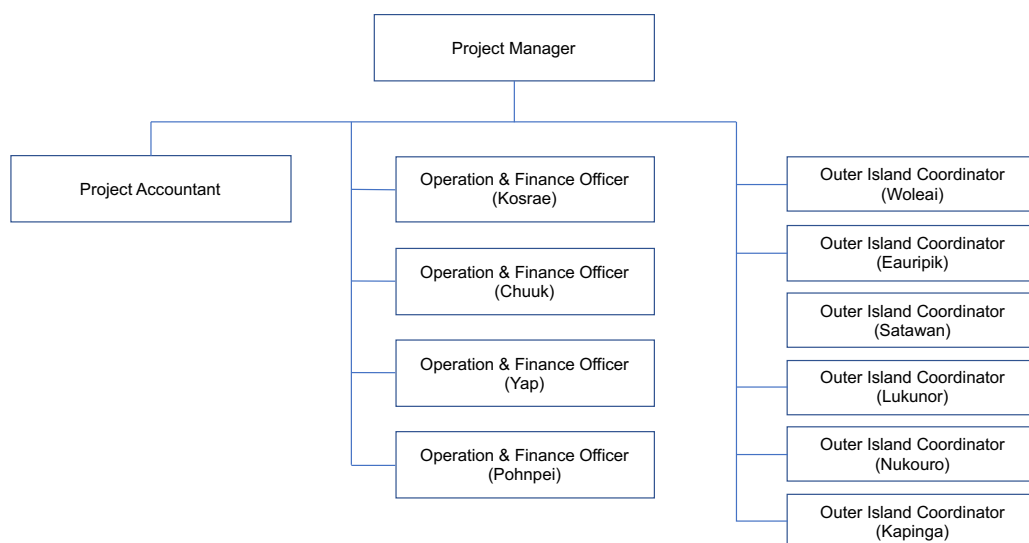 Project Manager
Project Accountant
Operation & Finance Officer
(Kosrae)
Operation & Finance Officer
(Chuuk)
Operation & Finance Officer
(Yap)
Operation & Finance Officer
(Pohnpei)
Outer Island Coordinator
(Woleai)
Outer Island Coordinator
(Eauripik)
Outer Island Coordinator
(Satawan)
Outer Island Coordinator
(Lukunor)
Outer Island Coordinator
(Nukouro)
Outer Island Coordinator
(Kapinga)